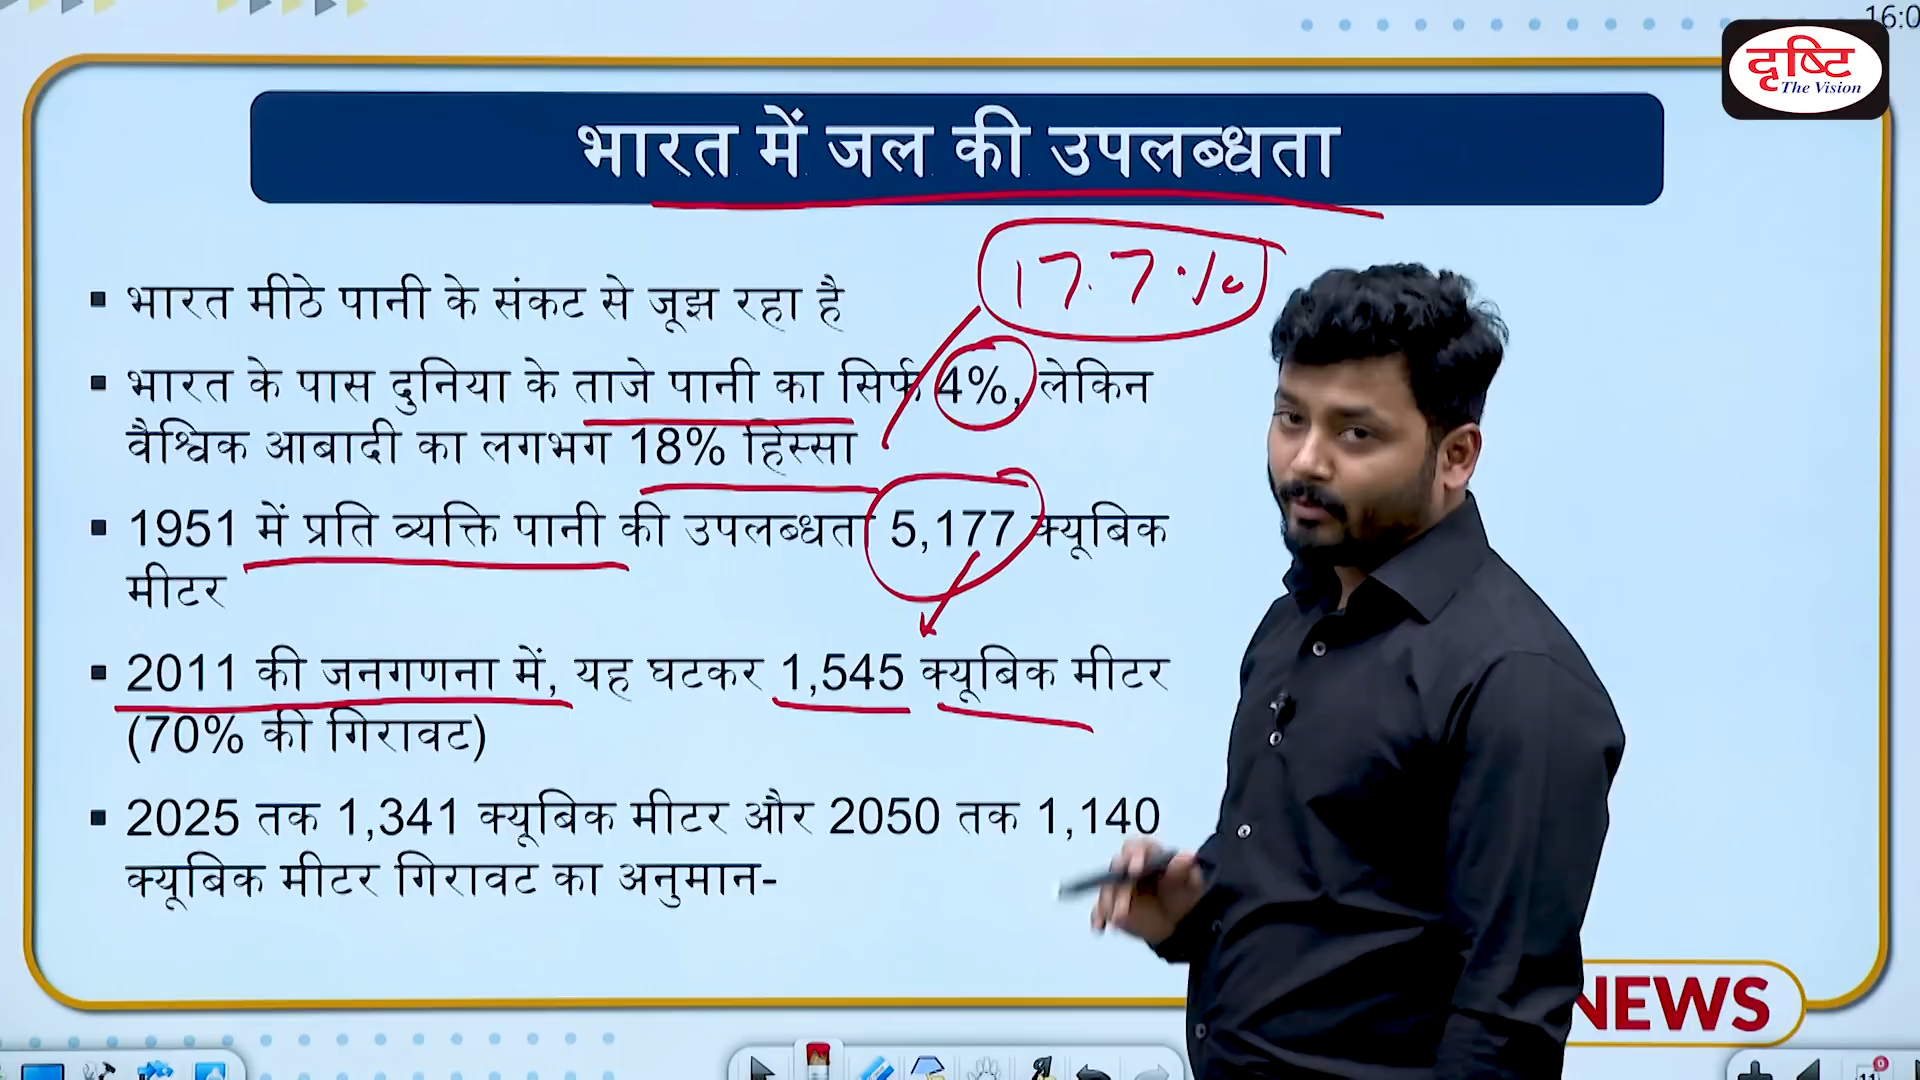 16:0
दृष्टि
The Vision
भारत में जल की उपलब्धता
17.7%
▪ भारत मीठे पानी के संकट से जूझ रहा है
▪ भारत के पास दुनिया के ताजे पानी का सिर्फ 4%, लेकिन
वैश्विक आबादी का लगभग 18% हिस्सा
▪ 1951 में प्रति व्यक्ति पानी की उपलब्धता 5,177 क्यूबिक
मीटर
▪ 2011 की जनगणना में, यह घटकर 1,545 क्यूबिक मीटर
(70% की गिरावट)
▪ 2025 तक 1,341 क्यूबिक मीटर और 2050 तक 1,140
क्यूबिक मीटर गिरावट का अनुमान-
NEWS